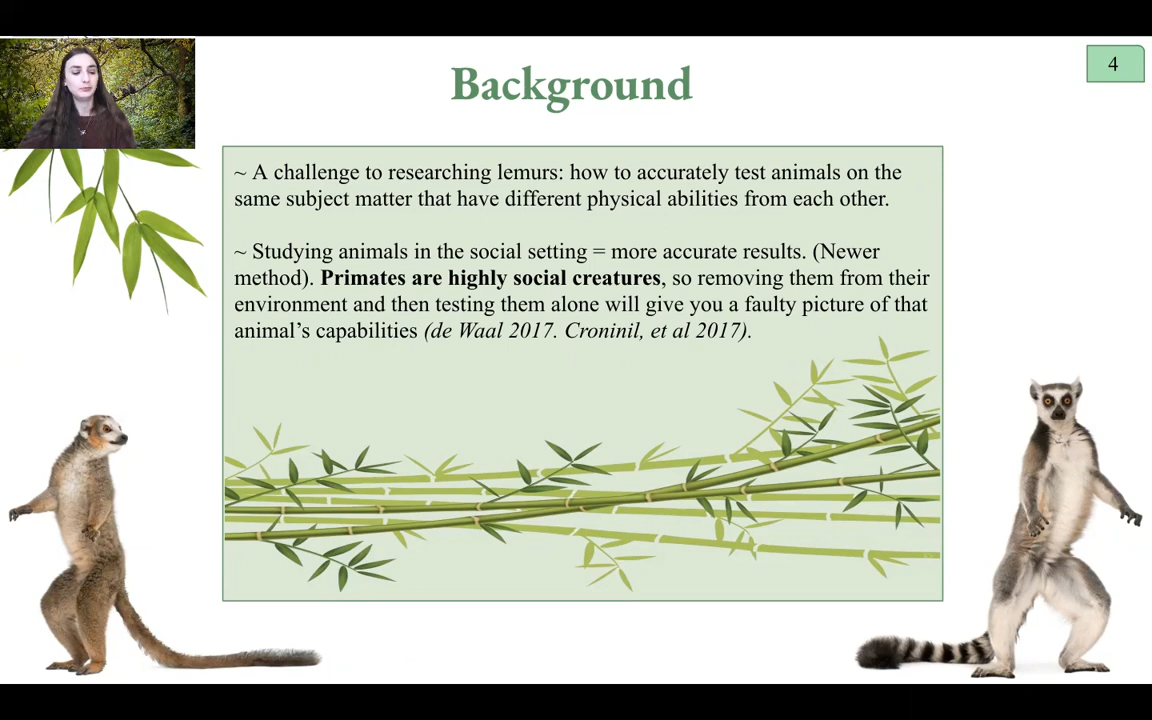 Background
4
~ A challenge to researching lemurs: how to accurately test animals on the
same subject matter that have different physical abilities from each other.
~ Studying animals in the social setting = more accurate results. (Newer
method). Primates are highly social creatures, so removing them from their
environment and then testing them alone will give you a faulty picture of that
animal’s capabilities (de Waal 2017. Croninil, et al 2017).